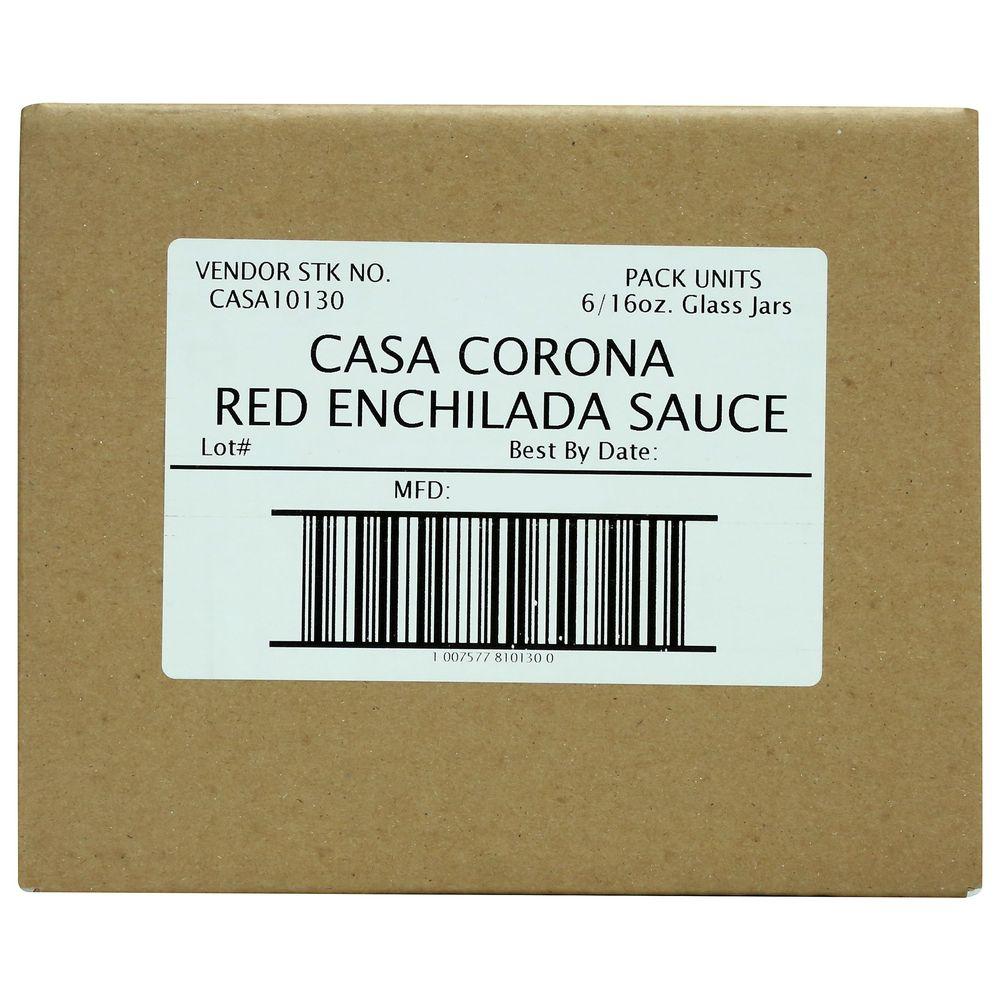 VENDOR STK NO.
CASA10130
PACK UNITS
6/16oz. Glass Jars
CASA CORONA
RED ENCHILADA SAUCE
Lot#
Best By Date:
MFD:
1 007577 810130 0